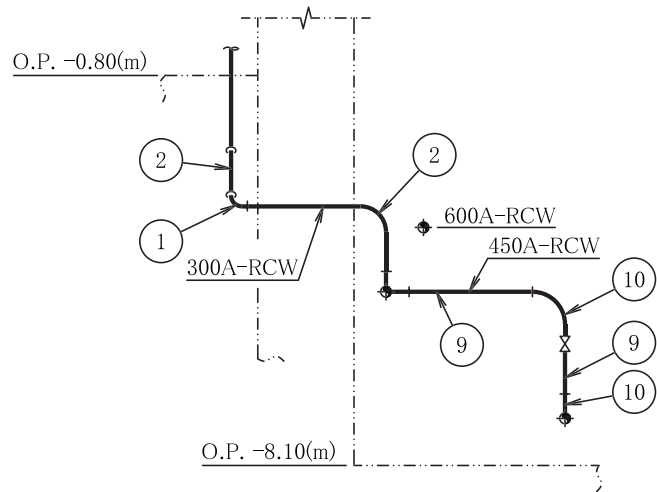 O.P. -0.80(m)
2
2
1
600A-RCW
450A-RCW
300A-RCW
10
9
9
10
O.P. -8.10(m)